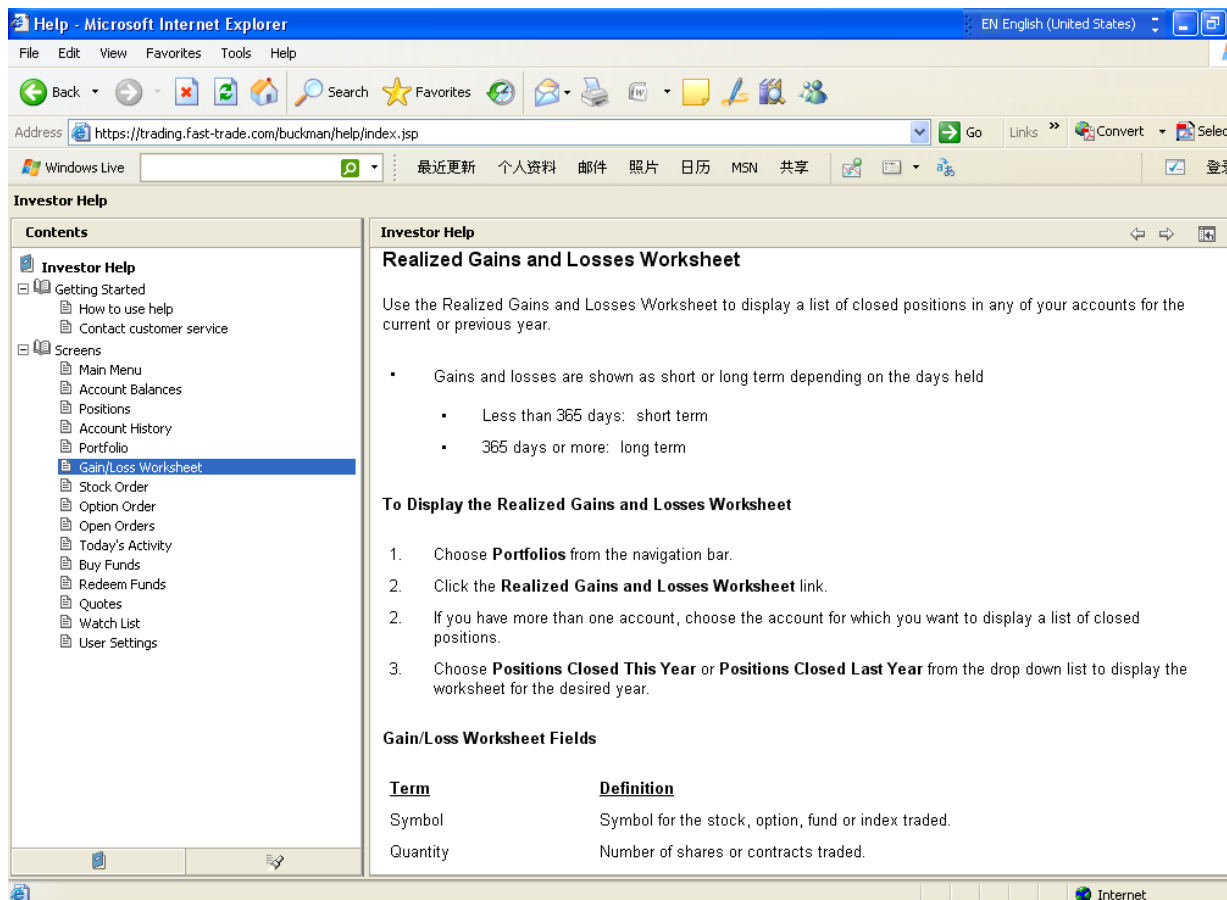 Help - Microsoft Internet Explorer
EN English (United States)
File Edit View Favorites Tools Help
Back Search Favorites
Address https://trading.fast-trade.com/buckman/help/index.jsp Go Links » Convert Selec
Windows Live 最近更新 个人资料 邮件 照片 日历 MSN 共享
Investor Help
Contents
Investor Help
Getting Started
How to use help
Contact customer service
Screens
Main Menu
Account Balances
Positions
Account History
Portfolio
Gain/Loss Worksheet
Stock Order
Option Order
Open Orders
Today's Activity
Buy Funds
Redeem Funds
Quotes
Watch List
User Settings
Investor Help
Realized Gains and Losses Worksheet
Use the Realized Gains and Losses Worksheet to display a list of closed positions in any of your accounts for the
current or previous year.
Gains and losses are shown as short or long term depending on the days held
Less than 365 days: short term
365 days or more: long term
To Display the Realized Gains and Losses Worksheet
1. Choose Portfolios from the navigation bar.
2. Click the Realized Gains and Losses Worksheet link.
2. If you have more than one account, choose the account for which you want to display a list of closed
positions.
3. Choose Positions Closed This Year or Positions Closed Last Year from the drop down list to display the
worksheet for the desired year.
Gain/Loss Worksheet Fields
Term Definition
Symbol Symbol for the stock, option, fund or index traded.
Quantity Number of shares or contracts traded.
Internet